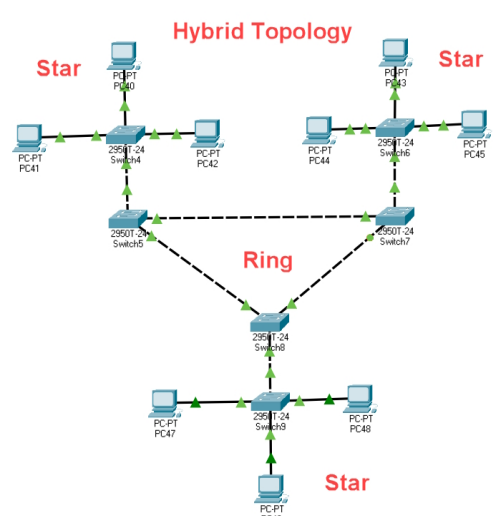 Hybrid Topology
Star
PC-PT
PC40
Star
PC-PT
PC43
PC-PT
PC41
2950T-24
Switch4
PC-PT
PC42
PC-PT
PC44
2950T-24
Switch6
PC-PT
PC45
2950T-24
Switch5
2950T-24
Switch7
Ring
2950T-24
Switch8
PC-PT
PC47
2950T-24
Switch9
PC-PT
PC48
Star
PC-PT